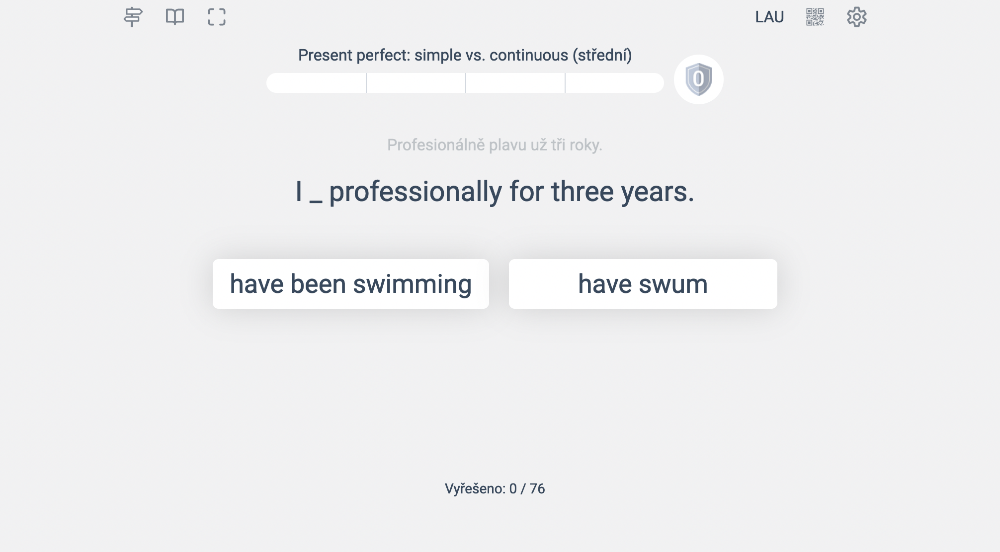 LAU
Present perfect: simple vs. continuous (střední)
0
Profesionálně plavu už tři roky.
I _ professionally for three years.
have been swimming
have swum
Vyřešeno: 0 / 76